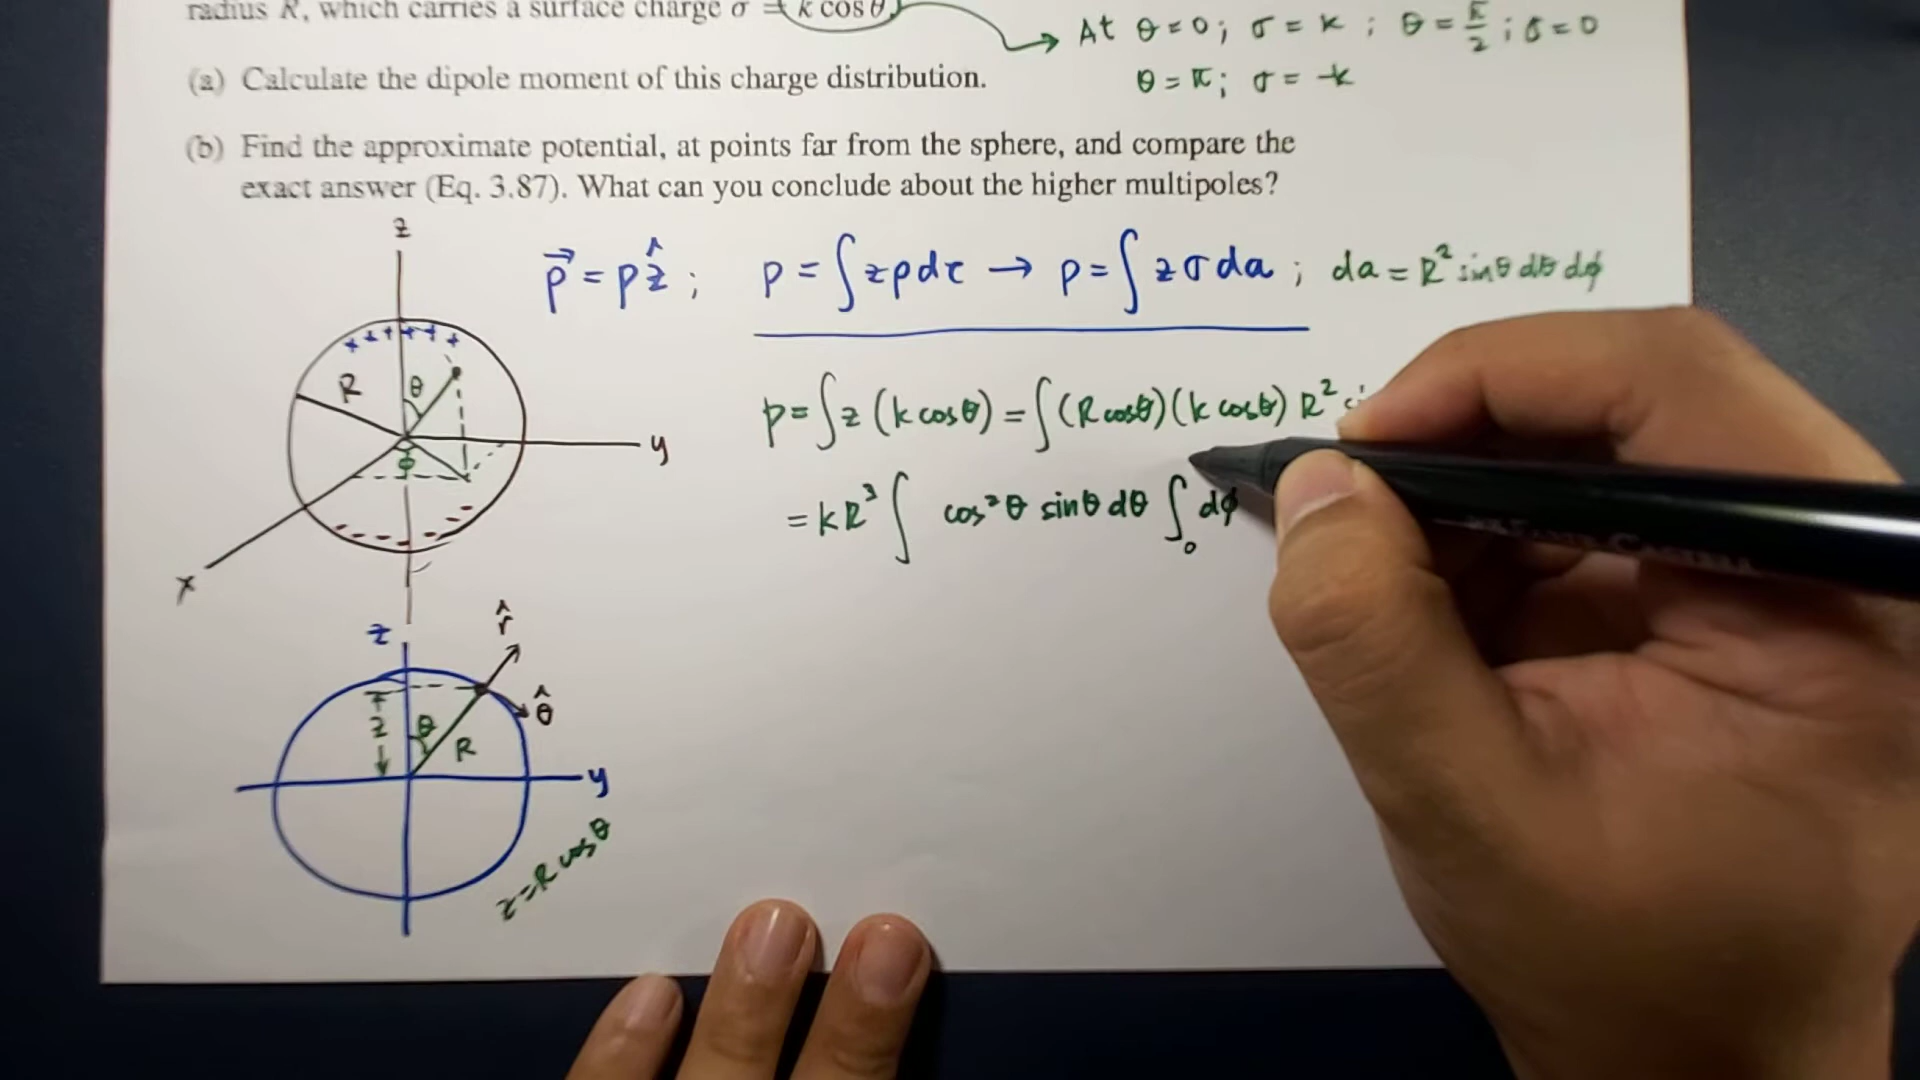 radius R, which carries a surface charge σ = k cos θ,
At θ = 0; σ = k ; θ = π/2 ; σ = 0
(a) Calculate the dipole moment of this charge distribution.
θ = π; σ = -k
(b) Find the approximate potential, at points far from the sphere, and compare the
exact answer (Eq. 3.87). What can you conclude about the higher multipoles?
z
p⃗ = p ẑ ; p = ∫ z ρ dτ → p = ∫ z σ da ; da = R² sinθ dθ dφ
+ + + + + +
R θ
p = ∫ z (k cosθ) = ∫ (R cosθ)(k cosθ) R²
y
φ
= k R³ ∫ cos²θ sinθ dθ ∫₀ dφ
- - - - - - -
x
r̂
z
θ̂
z θ R
y
z = R cosθ